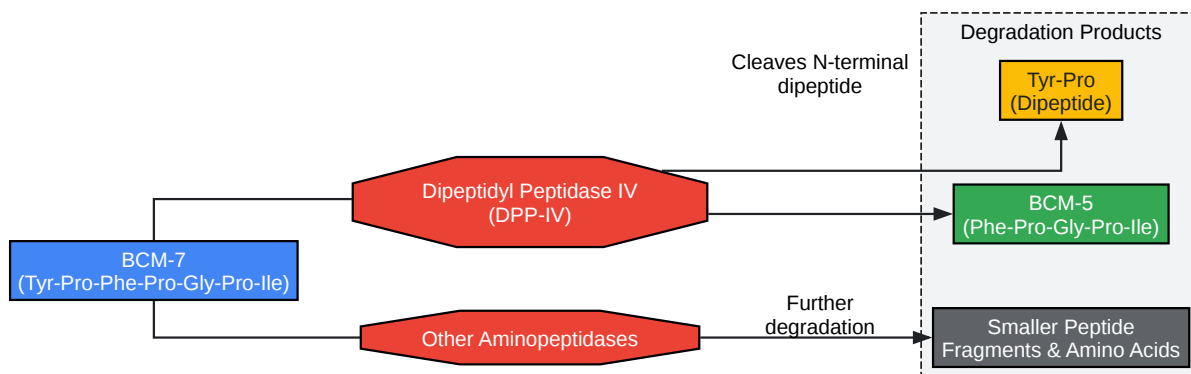 Degradation Products
Cleaves N-terminal
dipeptide
Tyr-Pro
(Dipeptide)
Dipeptidyl Peptidase IV
(DPP-IV)
BCM-5
(Phe-Pro-Gly-Pro-Ile)
BCM-7
(Tyr-Pro-Phe-Pro-Gly-Pro-Ile)
Further
degradation
Other Aminopeptidases
Smaller Peptide
Fragments & Amino Acids